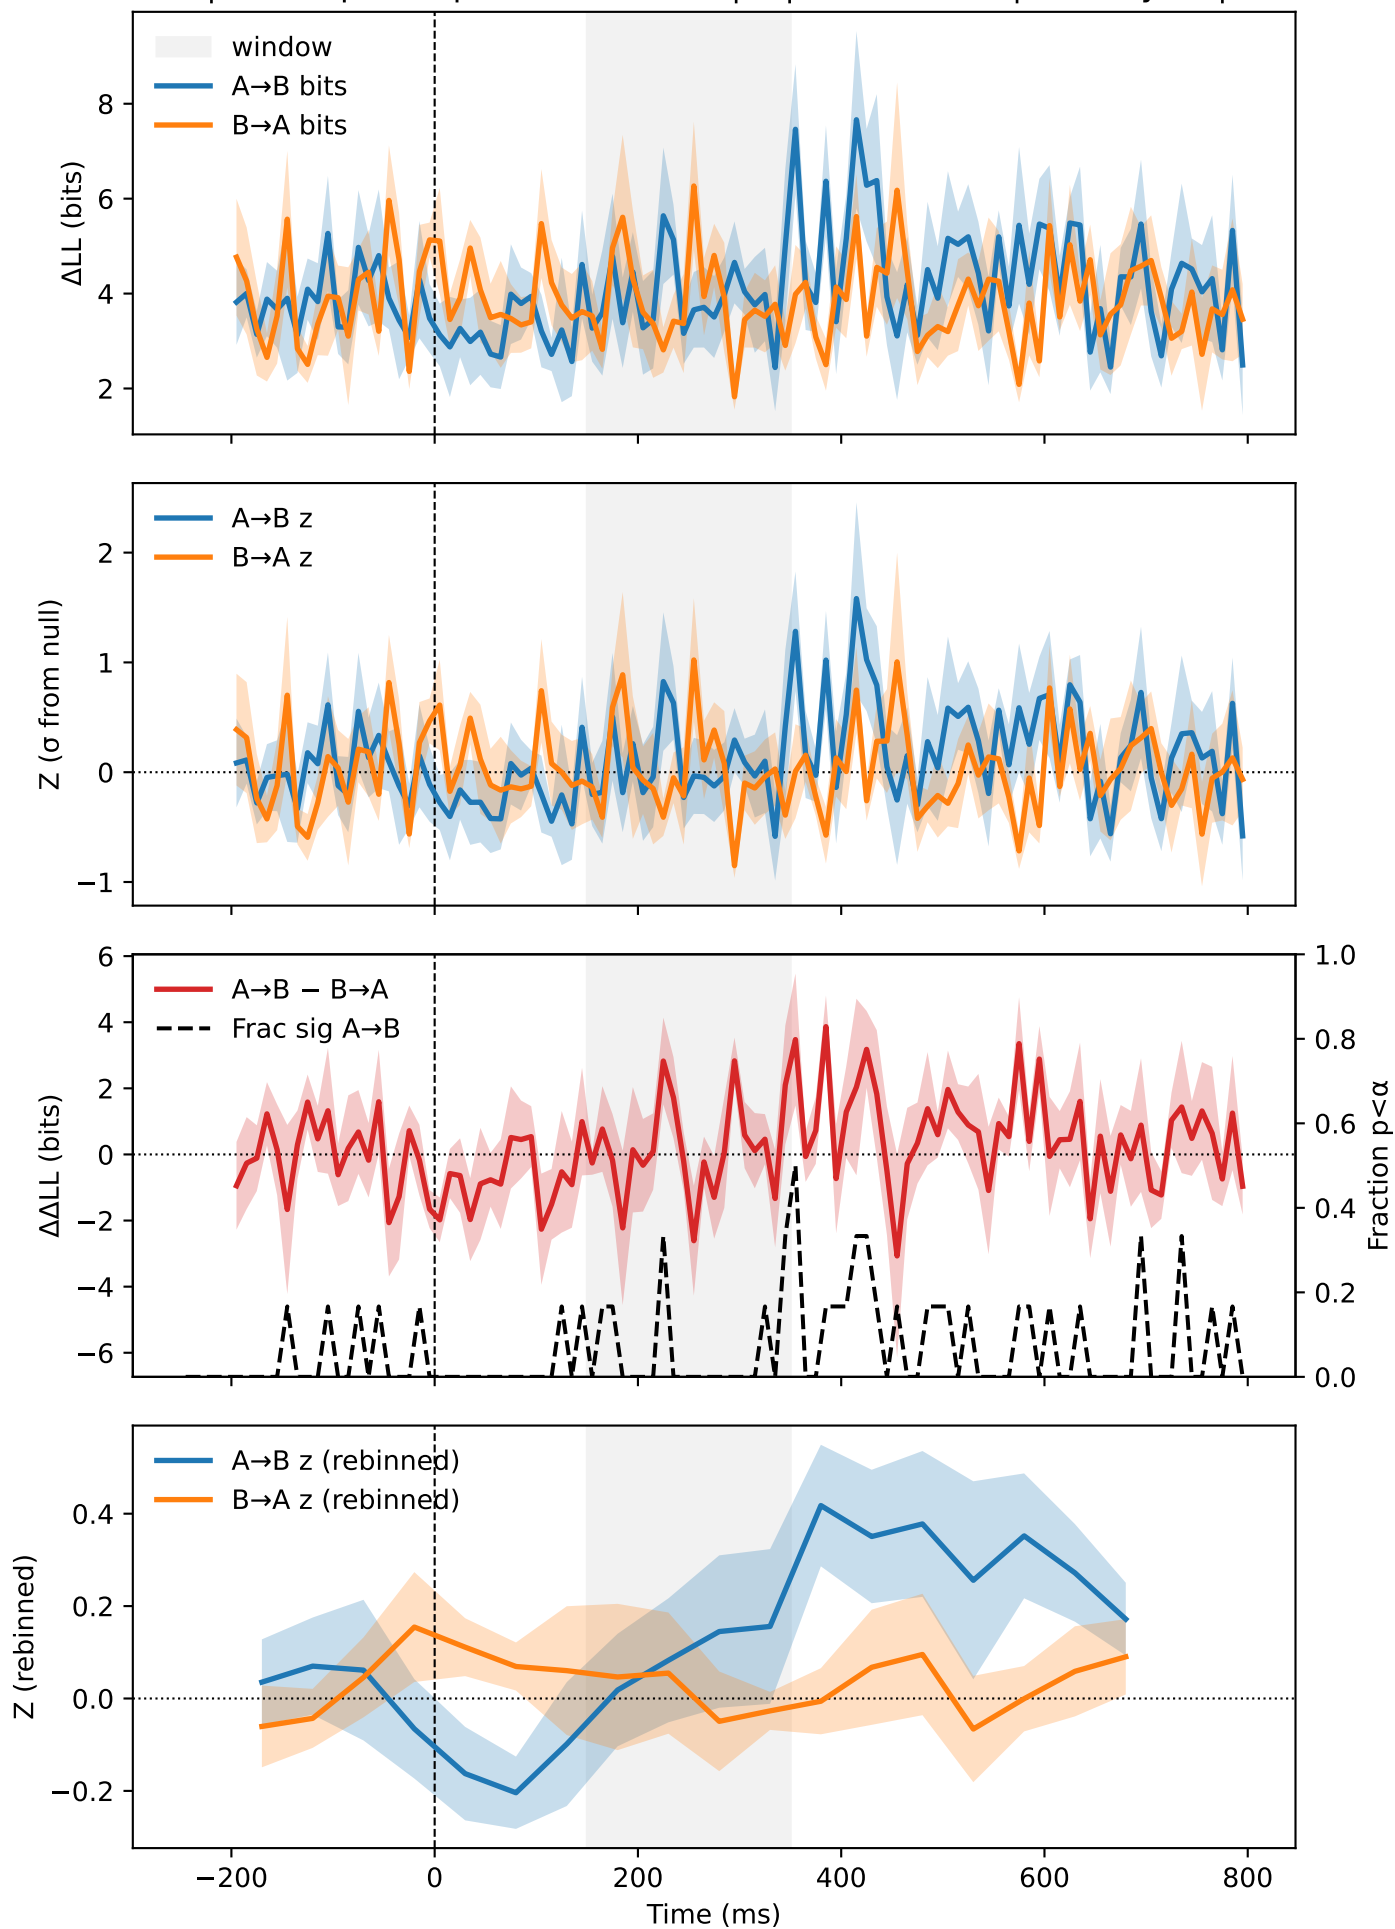 window
A→B bits
B→A bits
ΔLL (bits)
8
6
4
2
A→B z
B→A z
Z (σ from null)
2
1
0
−1
A→B − B→A
Frac sig A→B
ΔΔLL (bits)
6
4
2
0
−2
−4
−6
1.0
0.8
0.6
0.4
0.2
0.0
Fraction p<α
A→B z (rebinned)
B→A z (rebinned)
Z (rebinned)
0.4
0.2
0.0
−0.2
−200
0
200
400
600
800
Time (ms)